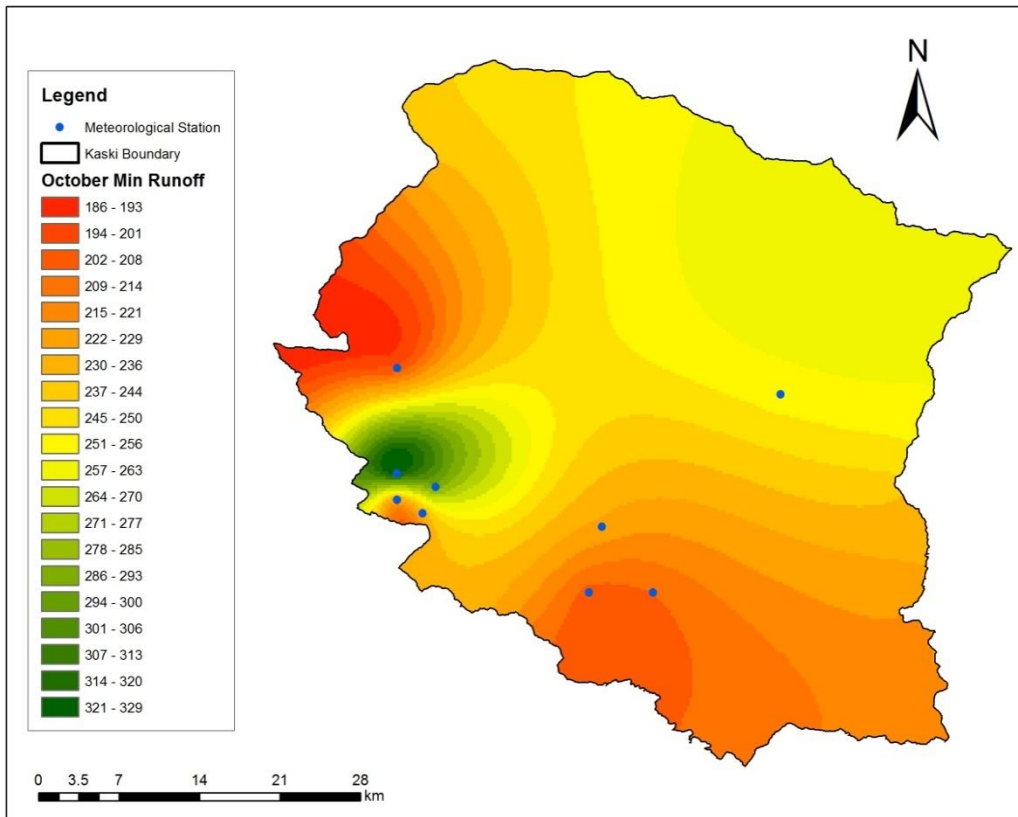 N
Legend
Meteorological Station
Kaski Boundary
October Min Runoff
186 - 193
194 - 201
202 - 208
209 - 214
215 - 221
222 - 229
230 - 236
237 - 244
245 - 250
251 - 256
257 - 263
264 - 270
271 - 277
278 - 285
286 - 293
294 - 300
301 - 306
307 - 313
314 - 320
321 - 329
0 3.5 7 14 21 28
km